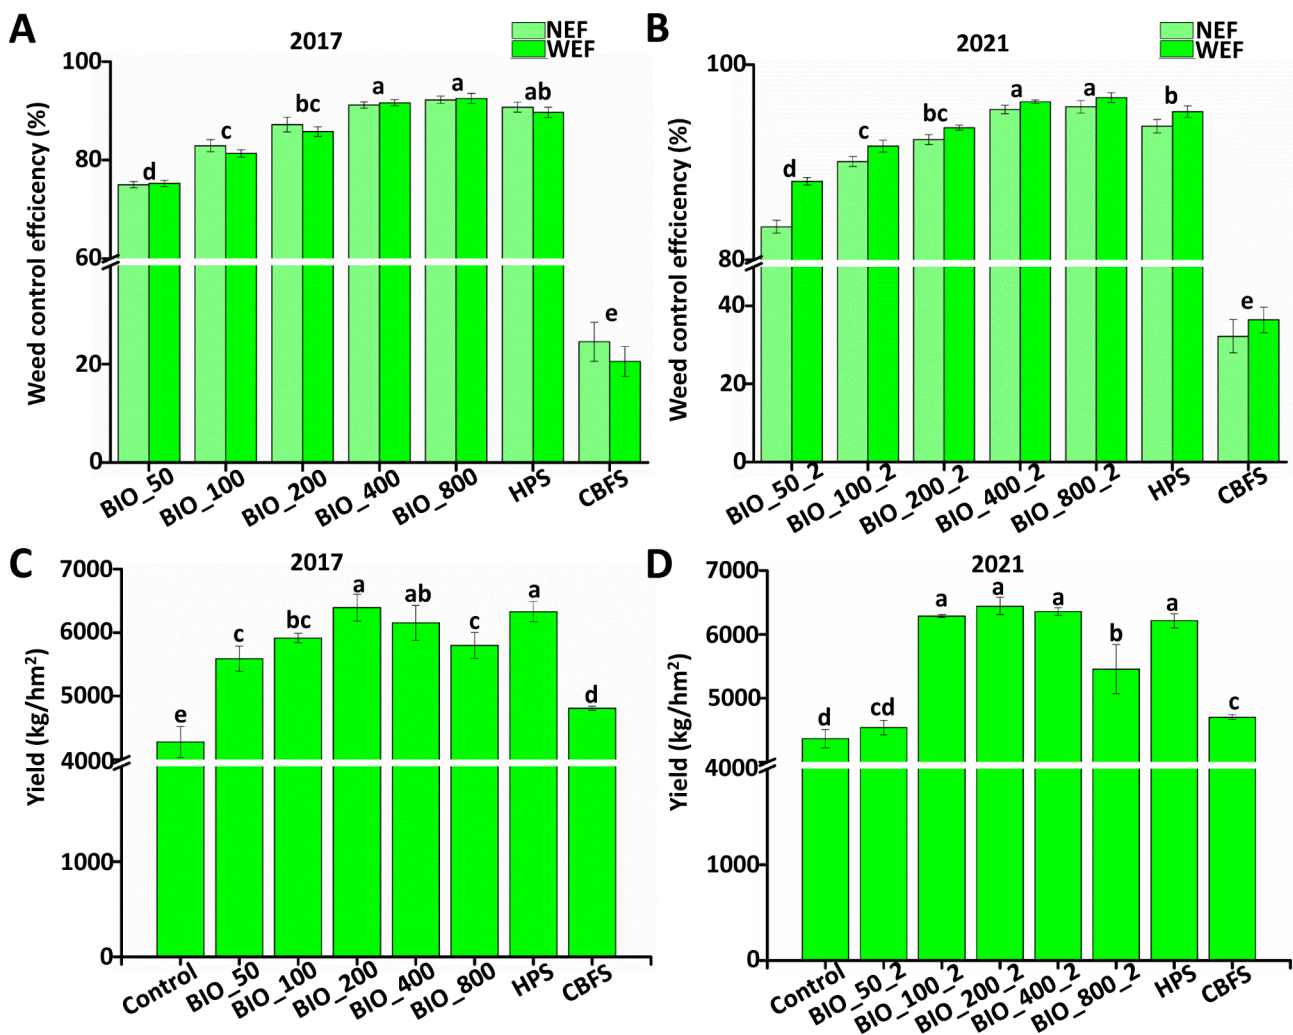 A
2017
NEF
WEF
Weed control effcicency (%)
100
80
60
20
0
d
c
bc
a
a
ab
e
BIO_50
BIO_100
BIO_200
BIO_400
BIO_800
HPS
CBFS
B
2021
NEF
WEF
Weed control effcicency (%)
100
80
40
20
0
d
c
bc
a
a
b
e
BIO_50_2
BIO_100_2
BIO_200_2
BIO_400_2
BIO_800_2
HPS
CBFS
C
2017
Yield (kg/hm²)
7000
6000
5000
4000
1000
0
e
c
bc
a
ab
c
a
d
Control
BIO_50
BIO_100
BIO_200
BIO_400
BIO_800
HPS
CBFS
D
2021
Yield (kg/hm²)
7000
6000
5000
4000
1000
0
d
cd
a
a
a
b
a
c
Control
BIO_50_2
BIO_100_2
BIO_200_2
BIO_400_2
BIO_800_2
HPS
CBFS